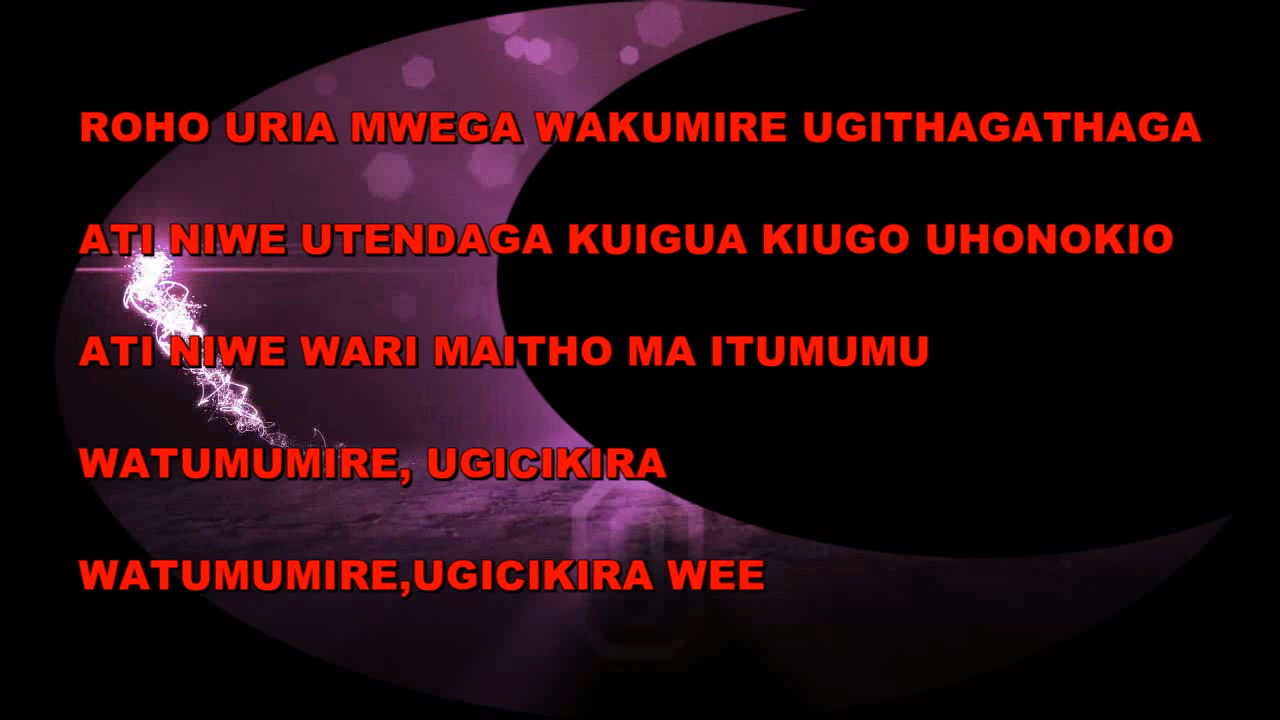 ROHO URIA MWEGA WAKUMIRE UGITHAGATHAGA
ATI NIWE UTENDAGA KUIGUA KIUGO UHONOKIO
ATI NIWE WARI MAITHO MA ITUMUMU
WATUMUMIRE, UGICIKIRA
WATUMUMIRE,UGICIKIRA WEE